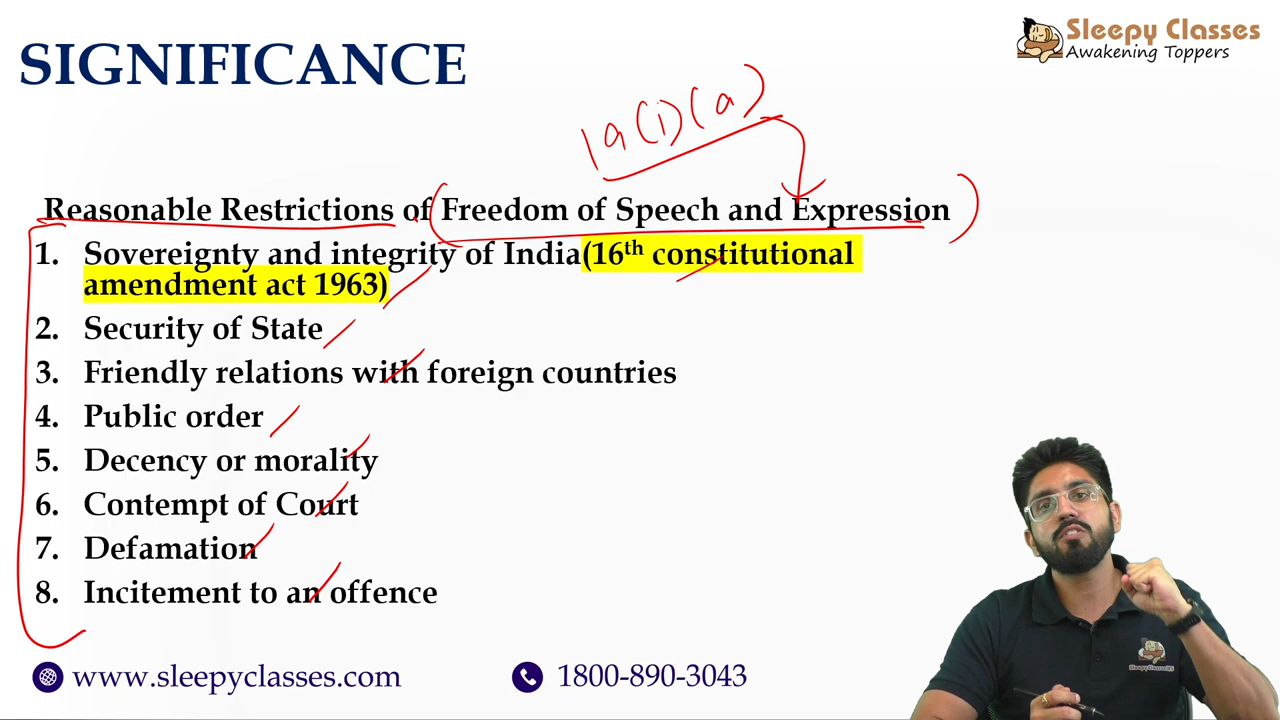 SIGNIFICANCE
Sleepy Classes
Awakening Toppers
19(1)(a)
Reasonable Restrictions of (Freedom of Speech and Expression)
1. Sovereignty and integrity of India(16th constitutional
amendment act 1963)
2. Security of State
3. Friendly relations with foreign countries
4. Public order
5. Decency or morality
6. Contempt of Court
7. Defamation
8. Incitement to an offence
www.sleepyclasses.com
1800-890-3043